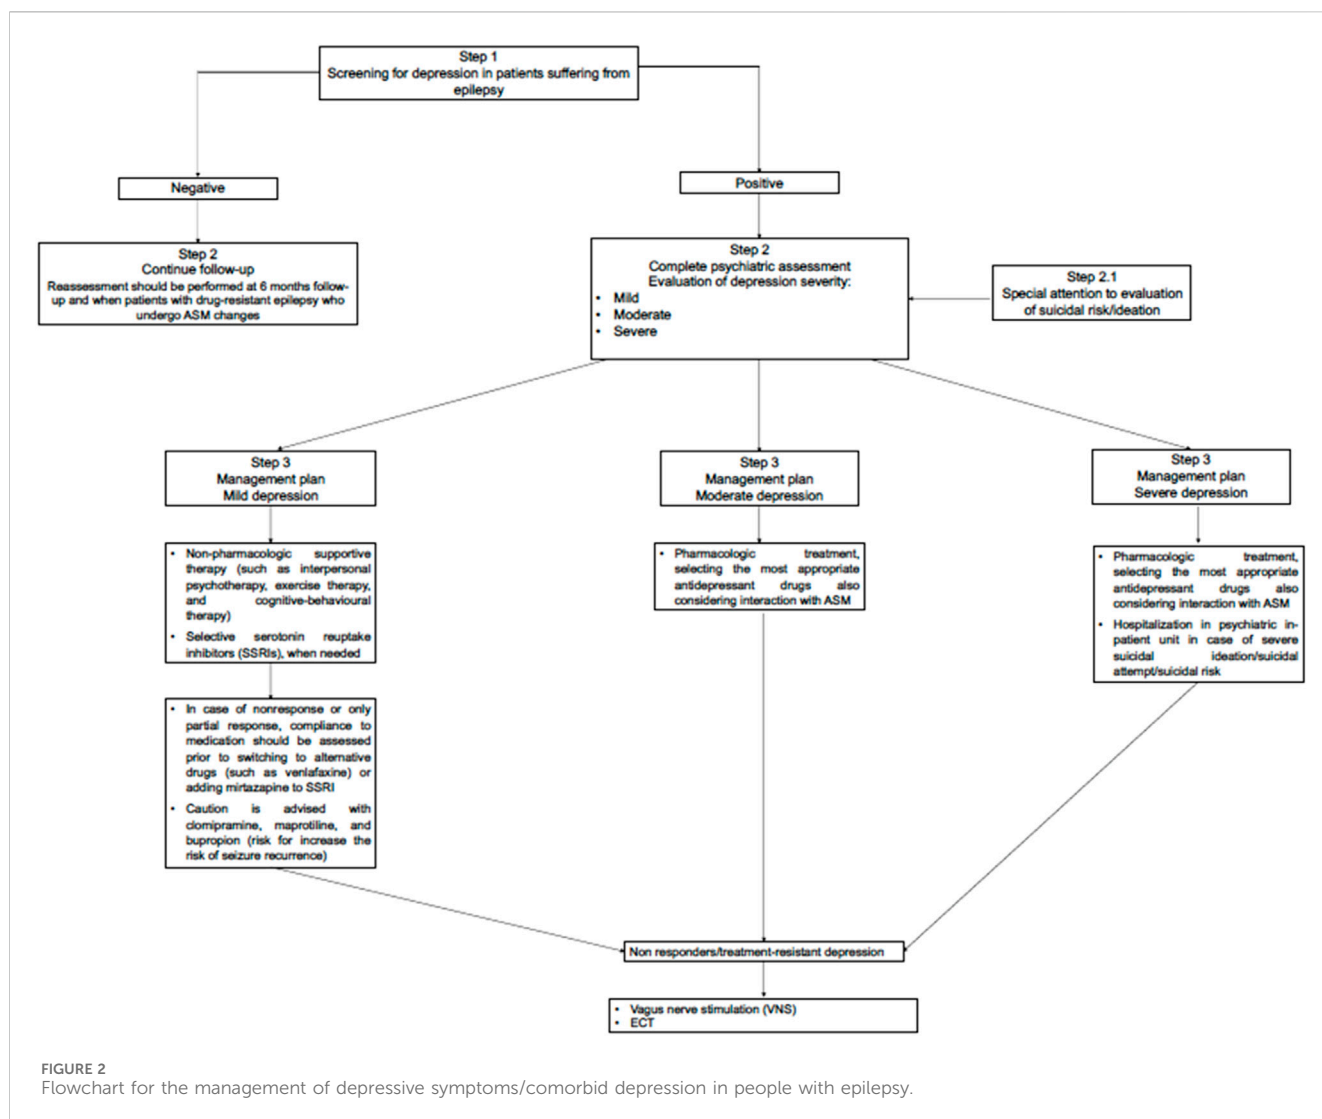 Step 1
Screening for depression in patients suffering from
epilepsy
Negative
Positive
Step 2
Continue follow-up
Reassessment should be performed at 6 months follow-
up and when patients with drug-resistant epilepsy who
undergo ASM changes
Step 2
Complete psychiatric assessment
Evaluation of depression severity:
• Mild
• Moderate
• Severe
Step 2.1
Special attention to evaluation
of suicidal risk/ideation
Step 3
Management plan
Mild depression
Step 3
Management plan
Moderate depression
Step 3
Management plan
Severe depression
• Non-pharmacologic supportive
therapy (such as interpersonal
psychotherapy, exercise therapy,
and cognitive-behavioural
therapy)
• Selective serotonin reuptake
inhibitors (SSRIs), when needed
• Pharmacologic treatment,
selecting the most appropriate
antidepressant drugs also
considering interaction with ASM
• Pharmacologic treatment,
selecting the most appropriate
antidepressant drugs also
considering interaction with ASM
• Hospitalization in psychiatric in-
patient unit in case of severe
suicidal ideation/suicidal
attempt/suicidal risk
• In case of nonresponse or only
partial response, compliance to
medication should be assessed
prior to switching to alternative
drugs (such as venlafaxine) or
adding mirtazapine to SSRI
• Caution is advised with
clomipramine, maprotiline, and
bupropion (risk for increase the
risk of seizure recurrence)
Non responders/treatment-resistant depression
• Vagus nerve stimulation (VNS)
• ECT
FIGURE 2
Flowchart for the management of depressive symptoms/comorbid depression in people with epilepsy.